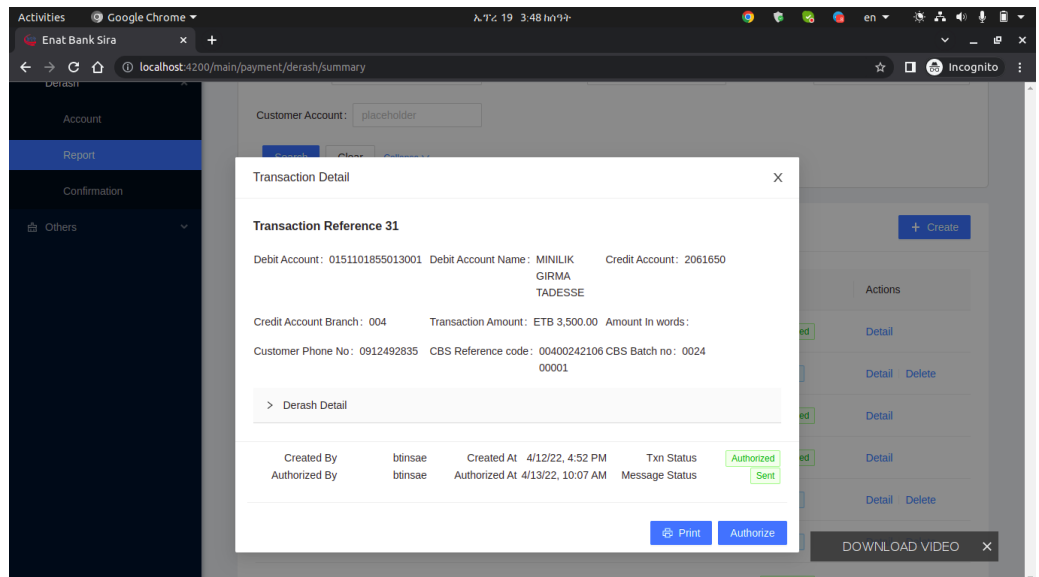 Activities Google Chrome ኤፕሪ 19 3:48 ከሰዓት en
Enat Bank Sira × +
localhost:4200/main/payment/derash/summary Incognito
Derash
Account
Customer Account: placeholder
Report
Search Clear Collapse
Confirmation
Others
+ Create
Transaction Detail X
Transaction Reference 31
Debit Account: 0151101855013001 Debit Account Name: MINILIK GIRMA TADESSE Credit Account: 2061650
Actions
Credit Account Branch: 004 Transaction Amount: ETB 3,500.00 Amount In words:
ed Detail
Customer Phone No: 0912492835 CBS Reference code: 00400242106 00001 CBS Batch no: 0024
Detail Delete
> Derash Detail
ed Detail
Created By btinsae Created At 4/12/22, 4:52 PM Txn Status Authorized
ed Detail
Authorized By btinsae Authorized At 4/13/22, 10:07 AM Message Status Sent
Detail Delete
Print Authorize
DOWNLOAD VIDEO ×